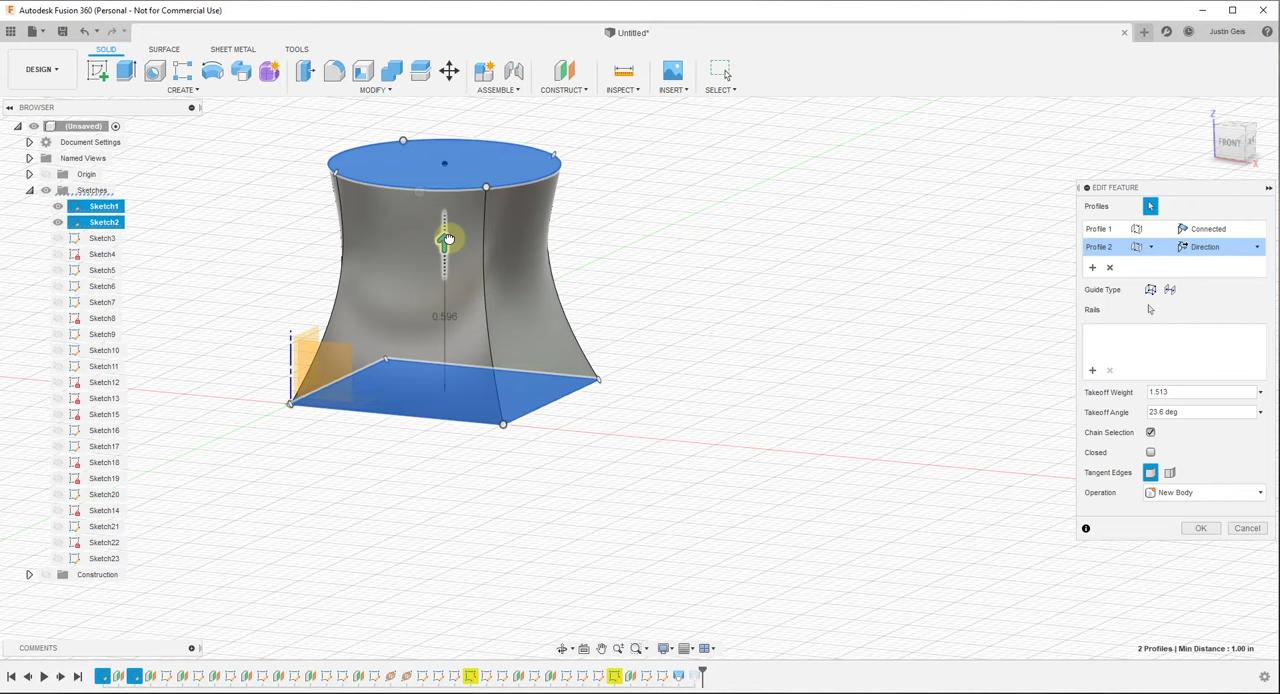 Autodesk Fusion 360 (Personal - Not for Commercial Use)
Untitled*
Justin Geis
DESIGN
SOLID SURFACE SHEET METAL TOOLS
CREATE MODIFY ASSEMBLE CONSTRUCT INSPECT INSERT SELECT
BROWSER
(Unsaved)
Document Settings
Named Views
Origin
Sketches
Sketch1
Sketch2
Sketch3
Sketch4
Sketch5
Sketch6
Sketch7
Sketch8
Sketch9
Sketch10
Sketch11
Sketch12
Sketch13
Sketch15
Sketch16
Sketch17
Sketch18
Sketch19
Sketch20
Sketch14
Sketch21
Sketch22
Sketch23
Construction
0.596
Z
FRONT
X
EDIT FEATURE
Profiles
Profile 1 Connected
Profile 2 Direction
Guide Type
Rails
Takeoff Weight 1.513
Takeoff Angle 23.6 deg
Chain Selection
Closed
Tangent Edges
Operation New Body
OK Cancel
COMMENTS
2 Profiles | Min Distance : 1.00 in